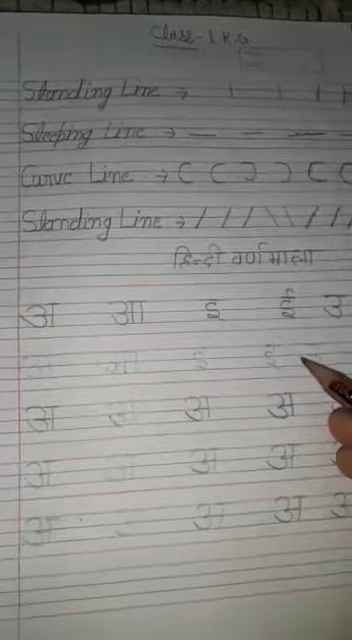 Class - L.K.G.
Standing Line → | | | |
Sleeping Line → — — — —
Curve Line → ( ( ) ) ( (
Standing Line → / / / \ \ / / /
हिन्दी वर्णमाला
अ आ इ ई उ
इ ई
अ अ अ अ
अ अ अ अ
अ अ अ अ